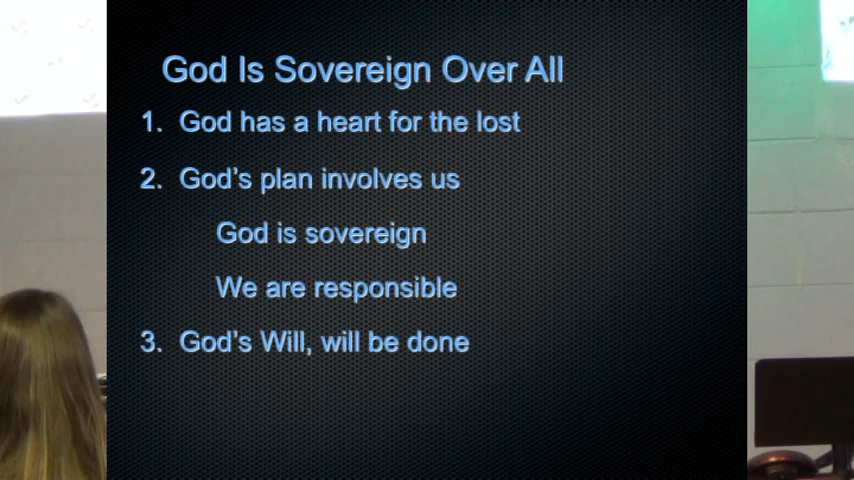 God Is Sovereign Over All
1. God has a heart for the lost
2. God's plan involves us
God is sovereign
We are responsible
3. God's Will, will be done